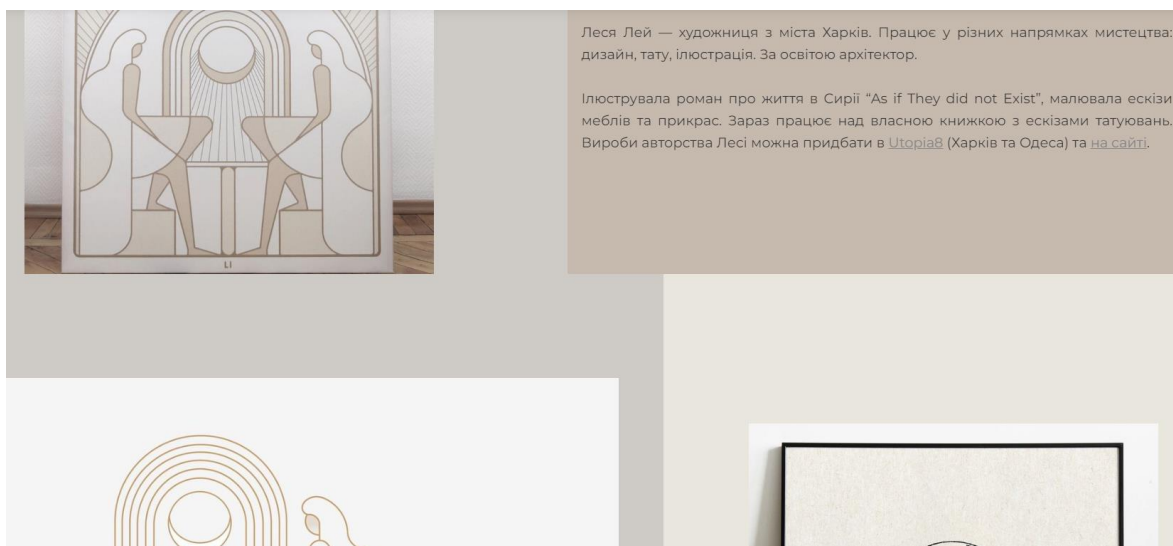 Леся Лей — художниця з міста Харків. Працює у різних напрямках мистецтва:
дизайн, тату, ілюстрація. За освітою архітектор.
Ілюструвала роман про життя в Сирії “As if They did not Exist”, малювала ескізи
меблів та прикрас. Зараз працює над власною книжкою з ескізами татуювань.
Вироби авторства Лесі можна придбати в Utopia8 (Харків та Одеса) та на сайті.
LI